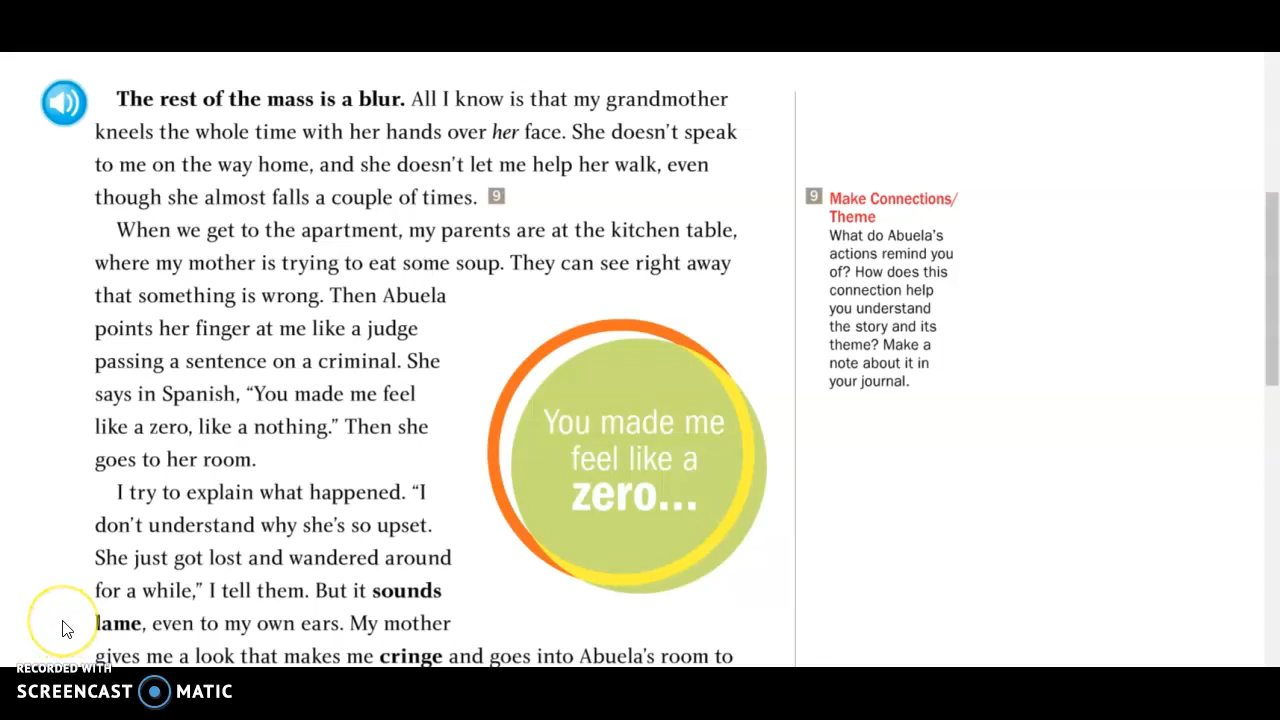 The rest of the mass is a blur. All I know is that my grandmother
kneels the whole time with her hands over her face. She doesn't speak
to me on the way home, and she doesn't let me help her walk, even
though she almost falls a couple of times. 9
When we get to the apartment, my parents are at the kitchen table,
where my mother is trying to eat some soup. They can see right away
that something is wrong. Then Abuela
points her finger at me like a judge
passing a sentence on a criminal. She
says in Spanish, “You made me feel
like a zero, like a nothing.” Then she
goes to her room.
I try to explain what happened. “I
don't understand why she's so upset.
She just got lost and wandered around
for a while,” I tell them. But it sounds
lame, even to my own ears. My mother
gives me a look that makes me cringe and goes into Abuela's room to
You made me
feel like a
zero...
9 Make Connections/
Theme
What do Abuela's
actions remind you
of? How does this
connection help
you understand
the story and its
theme? Make a
note about it in
your journal.
RECORDED WITH
SCREENCAST MATIC